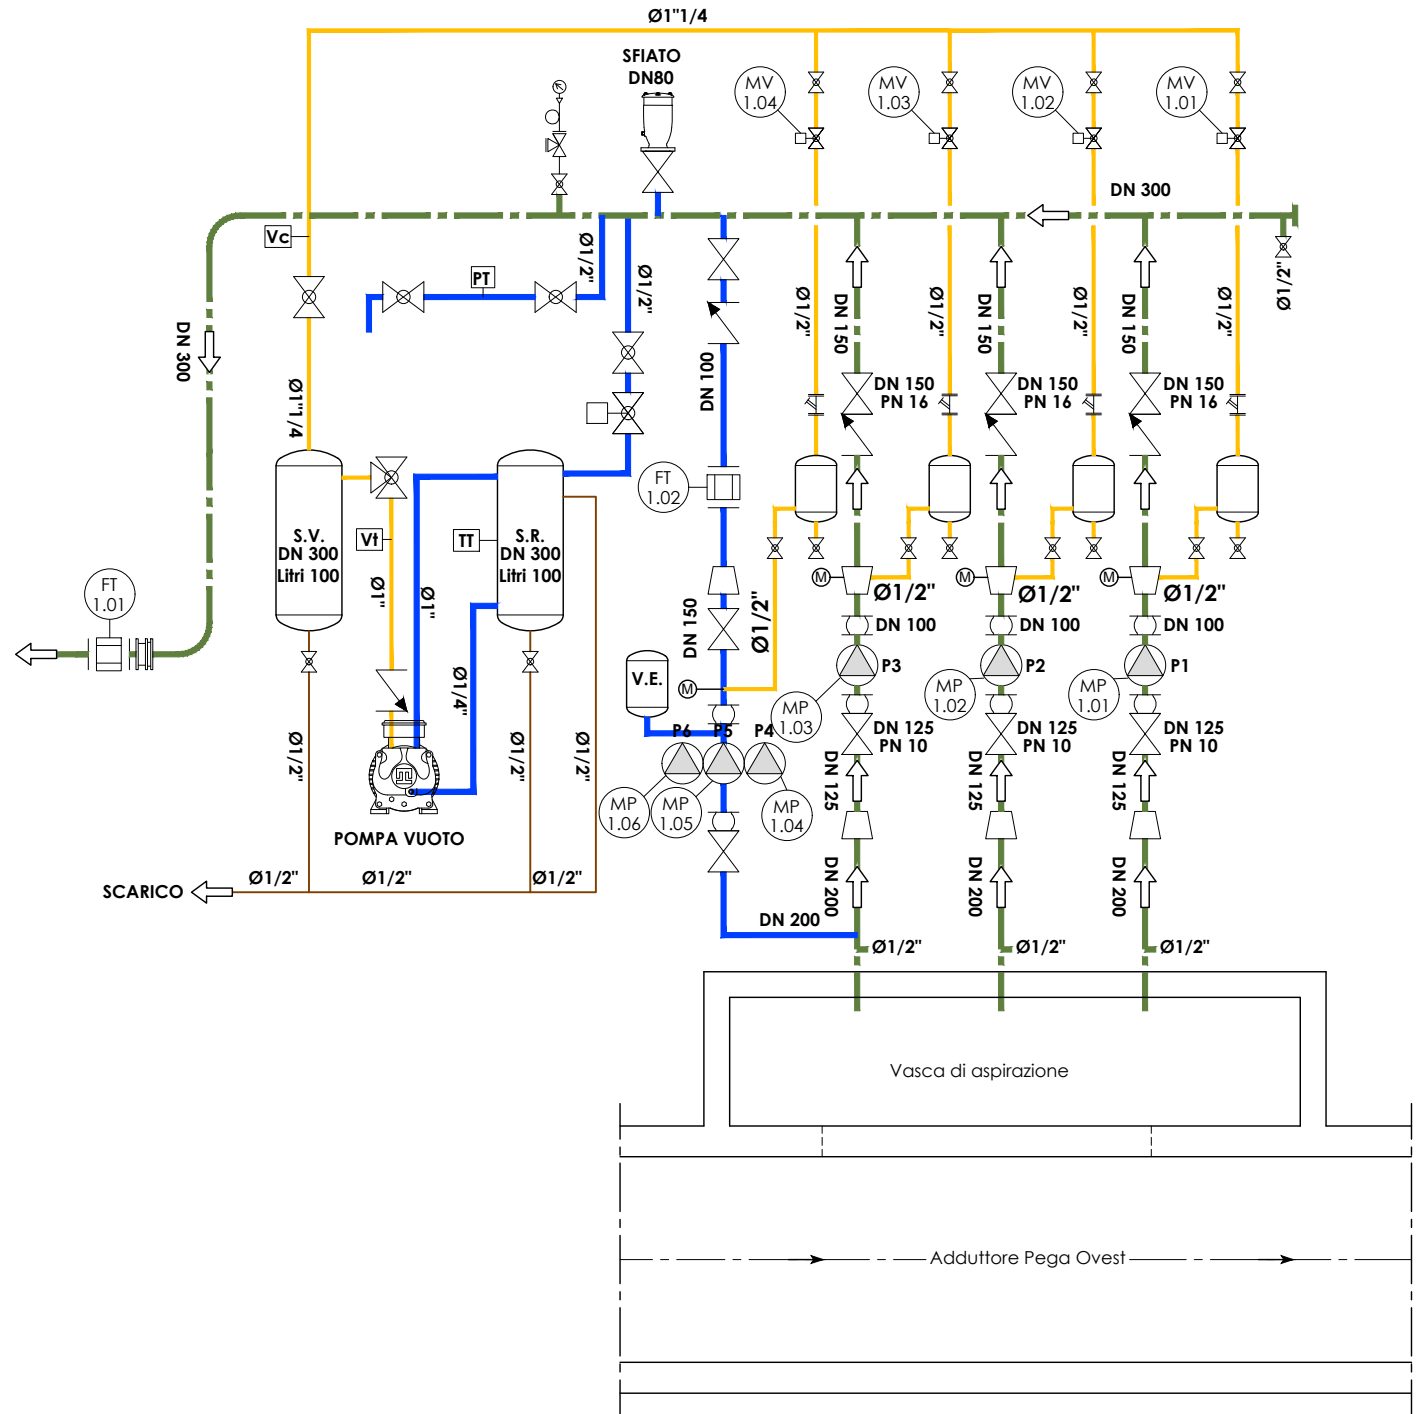 Ø1"1/4
SFIATO
DN80
MV
1.04
MV
1.03
MV
1.02
MV
1.01
DN 300
Vc
PT
Ø1/2"
Ø1/2"
Ø1/2"
Ø1/2"
Ø1/2"
Ø1/2"
Ø1/2"
DN 300
DN 150
DN 150
DN 150
DN 100
Ø1"1/4
DN 150
PN 16
DN 150
PN 16
DN 150
PN 16
FT
1.02
S.V.
DN 300
Litri 100
Vt
TT
S.R.
DN 300
Litri 100
FT
1.01
Ø1"
Ø1"
M
M
M
Ø1/2"
Ø1/2"
Ø1/2"
DN 150
Ø1/2"
DN 100
DN 100
DN 100
V.E.
M
Ø1/4"
P3
P2
P1
MP
1.03
MP
1.02
MP
1.01
P6
P5
P4
DN 125
PN 10
DN 125
PN 10
DN 125
PN 10
Ø1/2"
Ø1/2"
Ø1/2"
DN 125
DN 125
DN 125
MP
1.06
MP
1.05
MP
1.04
POMPA VUOTO
SCARICO
Ø1/2"
Ø1/2"
Ø1/2"
DN 200
DN 200
DN 200
DN 200
Ø1/2"
Ø1/2"
Ø1/2"
Vasca di aspirazione
Adduttore Pega Ovest